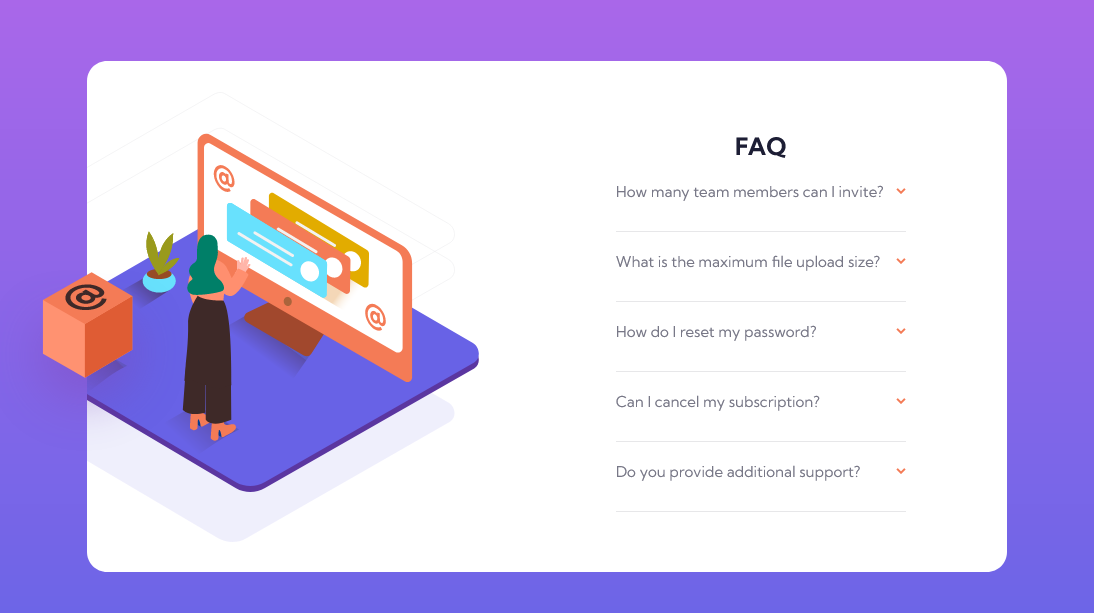 FAQ
How many team members can I invite?
What is the maximum file upload size?
How do I reset my password?
Can I cancel my subscription?
Do you provide additional support?
@
@
@